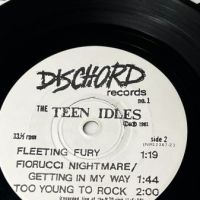 DISCHORD
records
no.1
THE TEEN IDLES
33⅓ rpm
side 2
FLEETING FURY 1:19
FIORUCCI NIGHTMARE/
GETTING IN MY WAY 1:44
TOO YOUNG TO ROCK 2:00